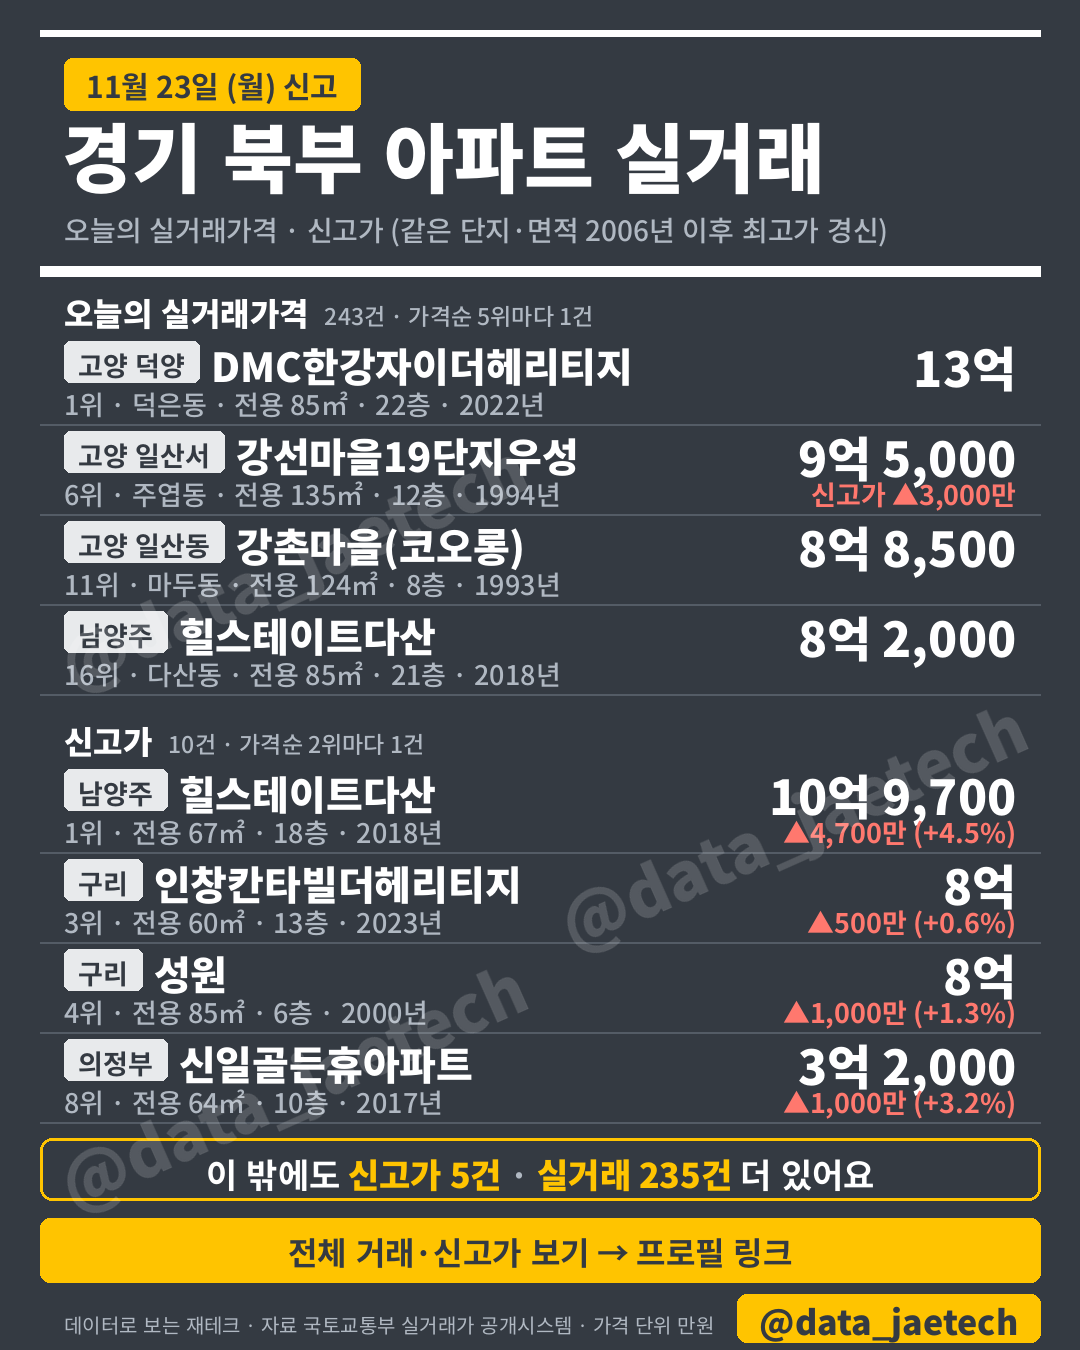 11월 23일 (월) 신고
경기 북부 아파트 실거래
오늘의 실거래가격 · 신고가 (같은 단지·면적 2006년 이후 최고가 경신)
오늘의 실거래가격 243건 · 가격순 5위마다 1건
고양 덕양 DMC한강자이더헤리티지 13억
1위 · 덕은동 · 전용 85㎡ · 22층 · 2022년
고양 일산서 강선마을19단지우성 9억 5,000
6위 · 주엽동 · 전용 135㎡ · 12층 · 1994년 신고가 ▲3,000만
고양 일산동 강촌마을(코오롱) 8억 8,500
11위 · 마두동 · 전용 124㎡ · 8층 · 1993년
남양주 힐스테이트다산 8억 2,000
16위 · 다산동 · 전용 85㎡ · 21층 · 2018년
신고가 10건 · 가격순 2위마다 1건
남양주 힐스테이트다산 10억 9,700
1위 · 전용 67㎡ · 18층 · 2018년 ▲4,700만 (+4.5%)
구리 인창칸타빌더헤리티지 8억
3위 · 전용 60㎡ · 13층 · 2023년 ▲500만 (+0.6%)
구리 성원 8억
4위 · 전용 85㎡ · 6층 · 2000년 ▲1,000만 (+1.3%)
의정부 신일골든휴아파트 3억 2,000
8위 · 전용 64㎡ · 10층 · 2017년 ▲1,000만 (+3.2%)
이 밖에도 신고가 5건 · 실거래 235건 더 있어요
전체 거래·신고가 보기 → 프로필 링크
데이터로 보는 재테크 · 자료 국토교통부 실거래가 공개시스템 · 가격 단위 만원 @data_jaetech
@data_jaetech
@data_jaetech
@data_jaetech